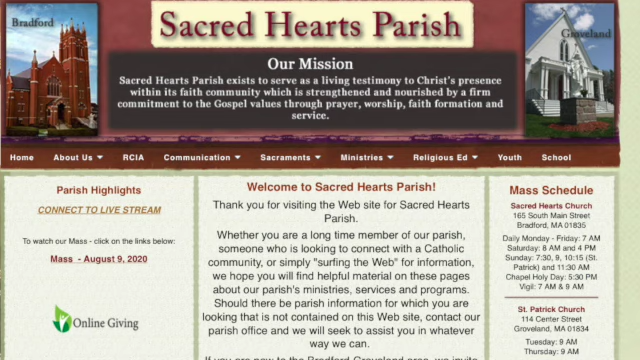 Bradford
Sacred Hearts Parish
Groveland
Our Mission
Sacred Hearts Parish exists to serve as a living testimony to Christ's presence
within its faith community which is strengthened and nourished by a firm
commitment to the Gospel values through prayer, worship, faith formation and
service.
Home About Us RCIA Communication Sacraments Ministries Religious Ed Youth School
Parish Highlights
CONNECT TO LIVE STREAM
To watch our Mass - click on the links below:
Mass - August 9, 2020
Online Giving
Welcome to Sacred Hearts Parish!
Thank you for visiting the Web site for Sacred Hearts
Parish.
Whether you are a long time member of our parish,
someone who is looking to connect with a Catholic
community, or simply "surfing the Web" for information,
we hope you will find helpful material on these pages
about our parish's ministries, services and programs.
Should there be parish information for which you are
looking that is not contained on this Web site, contact our
parish office and we will seek to assist you in whatever
way we can.
If you are new to the Bradford-Groveland area, we invite
Mass Schedule
Sacred Hearts Church
165 South Main Street
Bradford, MA 01835
Daily Monday - Friday: 7 AM
Saturday: 8 AM and 4 PM
Sunday: 7:30, 9, 10:15 (St.
Patrick) and 11:30 AM
Chapel Holy Day: 5:30 PM
Vigil: 7 AM & 9 AM
St. Patrick Church
114 Center Street
Groveland, MA 01834
Tuesday: 9 AM
Thursday: 9 AM